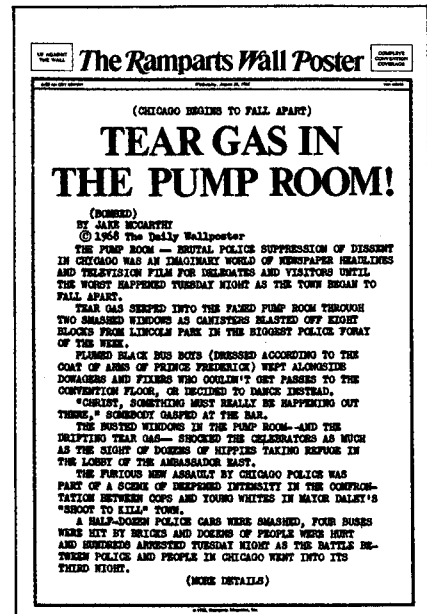 UP AGAINST
THE WALL
The Ramparts Wall Poster
COMPLETE
CONVENTION
COVERAGE
(CHICAGO BEGINS TO FALL APART)
TEAR GAS IN
THE PUMP ROOM!
(BOMBED)
BY JAKE MCCARTHY
© 1968 The Daily Wallposter
THE PUMP ROOM — BRUTAL POLICE SUPPRESSION OF DISSENT
IN CHICAGO WAS AN IMAGINARY WORLD OF NEWSPAPER HEADLINES
AND TELEVISION FILM FOR DELEGATES AND VISITORS UNTIL
THE WORST HAPPENED TUESDAY NIGHT AS THE TOWN BEGAN TO
FALL APART.
TEAR GAS SEEPED INTO THE FAMED PUMP ROOM THROUGH
TWO SMASHED WINDOWS AS CANISTERS BLASTED OFF EIGHT
BLOCKS FROM LINCOLN PARK IN THE BIGGEST POLICE FORAY
OF THE WEEK.
PLUMED BLACK BUS BOYS (DRESSED ACCORDING TO THE
COAT OF ARMS OF PRINCE FREDERICK) WEPT ALONGSIDE
DOWAGERS AND FIXERS WHO COULDN'T GET PASSES TO THE
CONVENTION FLOOR, OR DECIDED TO DANCE INSTEAD.
"CHRIST, SOMETHING MUST REALLY BE HAPPENING OUT
THERE," SOMEBODY GASPED AT THE BAR.
THE BUSTED WINDOWS IN THE PUMP ROOM--AND THE
DRIFTING TEAR GAS— SHOCKED THE CELEBRATORS AS MUCH
AS THE SIGHT OF DOZENS OF HIPPIES TAKING REFUGE IN
THE LOBBY OF THE AMBASSADOR EAST.
THE FURIOUS NEW ASSAULT BY CHICAGO POLICE WAS
PART OF A SCENE OF DEEPENED INTENSITY IN THE CONFRON-
TATION BETWEEN COPS AND YOUNG WHITES IN MAYOR DALEY'S
"SHOOT TO KILL" TOWN.
A HALF-DOZEN POLICE CARS WERE SMASHED, FOUR BUSES
WERE HIT BY BRICKS AND DOZENS OF PEOPLE WERE HURT
AND HUNDREDS ARRESTED TUESDAY NIGHT AS THE BATTLE BE-
TWEEN POLICE AND PEOPLE IN CHICAGO WENT INTO ITS
THIRD NIGHT.
(MORE DETAILS)